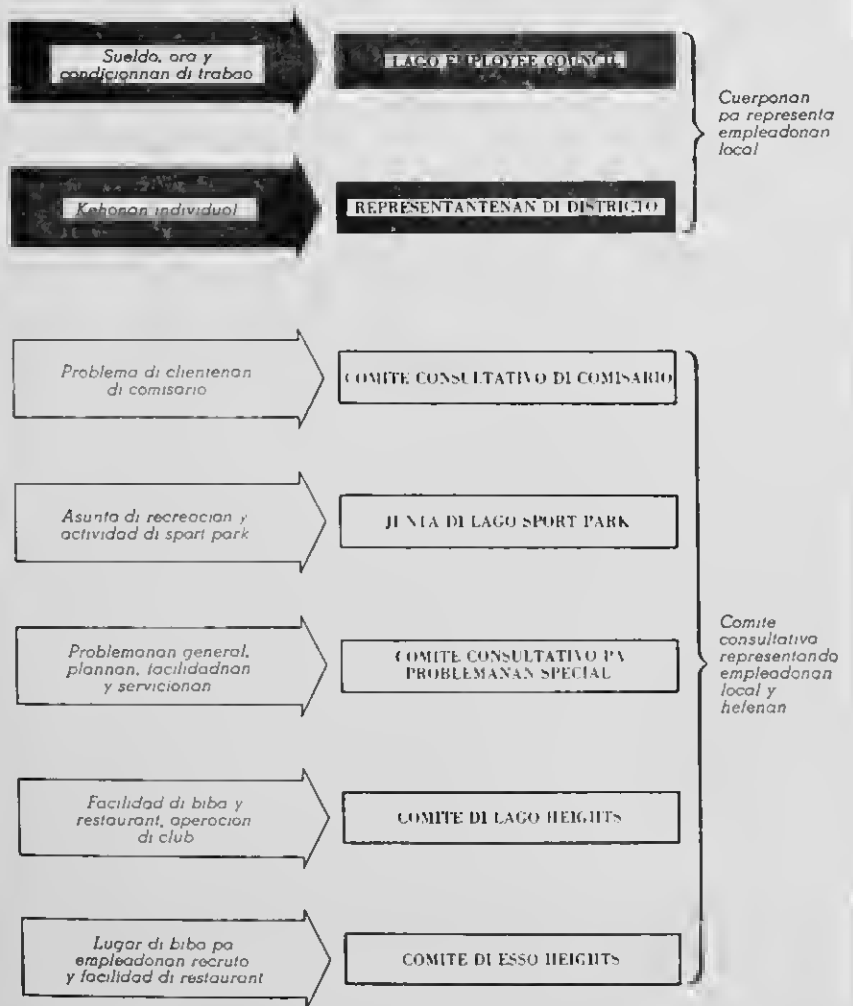 Sueldo, ora y
condicionnan di trabao
LAGO EMPLOYEE COUNCIL
Cuerponan
pa representa
empleadonan
local
Kehonan individual
REPRESENTANTENAN DI DISTRICTO
Problema di clientenan
di comisario
COMITE CONSULTATIVO DI COMISARIO
Asunto di recreacion y
actividad di sport park
JUNTA DI LAGO SPORT PARK
Problemanan general,
plannan, facilidadnan
y servicionan
COMITE CONSULTATIVO PA
PROBLEMANAN SPECIAL
Comite
consultativo
representando
empleadonan
local y
helenan
Facilidad di biba y
restaurant, operacion
di club
COMITE DI LAGO HEIGHTS
Lugar di biba pa
empleadonan recruto
y facilidad di restaurant
COMITE DI ESSO HEIGHTS